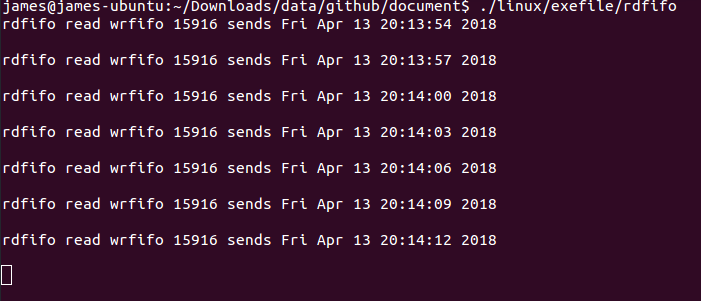 james@james-ubuntu:~/Downloads/data/github/document$ ./linux/exefile/rdfifo
rdfifo read wrfifo 15916 sends Fri Apr 13 20:13:54 2018
rdfifo read wrfifo 15916 sends Fri Apr 13 20:13:57 2018
rdfifo read wrfifo 15916 sends Fri Apr 13 20:14:00 2018
rdfifo read wrfifo 15916 sends Fri Apr 13 20:14:03 2018
rdfifo read wrfifo 15916 sends Fri Apr 13 20:14:06 2018
rdfifo read wrfifo 15916 sends Fri Apr 13 20:14:09 2018
rdfifo read wrfifo 15916 sends Fri Apr 13 20:14:12 2018